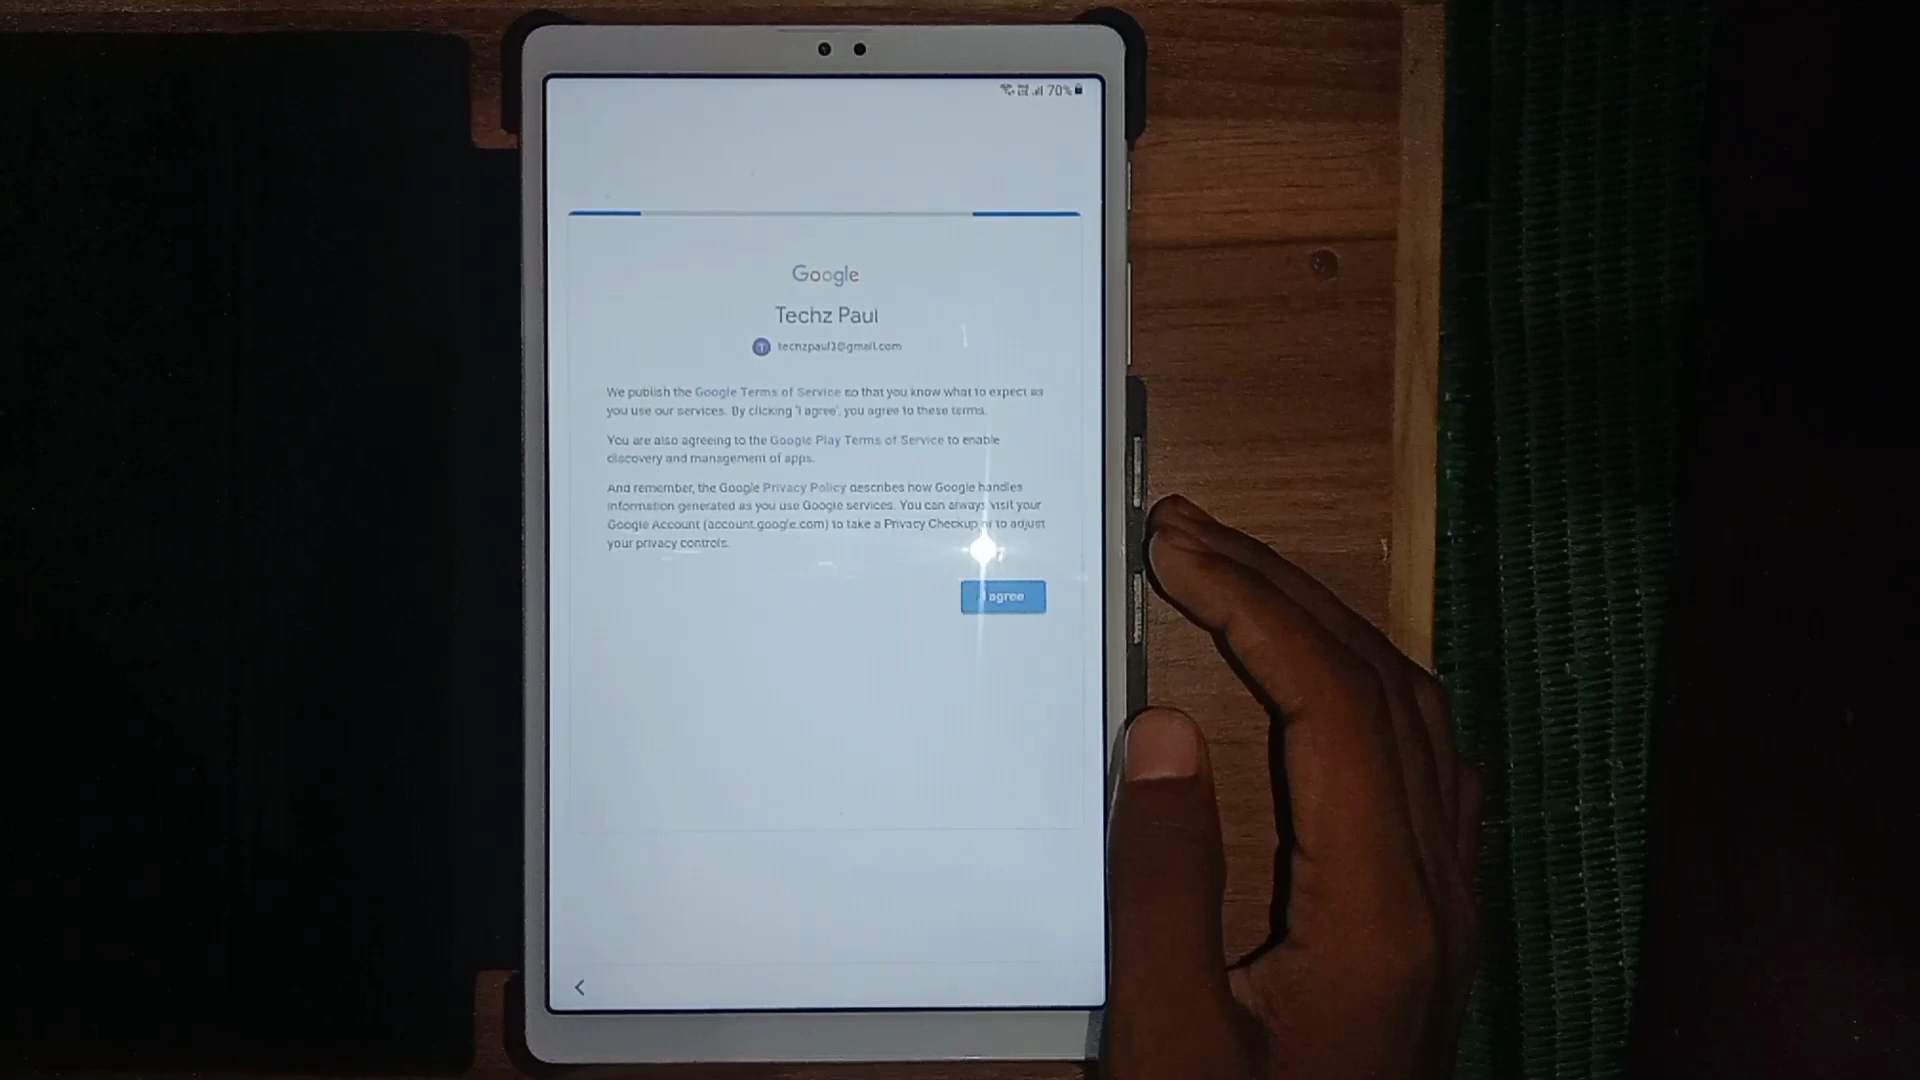 70%
Google
Techz Paul
T
techzpaul3@gmail.com
We publish the Google Terms of Service so that you know what to expect as
you use our services. By clicking 'I agree', you agree to these terms.
You are also agreeing to the Google Play Terms of Service to enable
discovery and management of apps.
And remember, the Google Privacy Policy describes how Google handles
information generated as you use Google services. You can always visit your
Google Account (account.google.com) to take a Privacy Checkup or to adjust
your privacy controls.
I agree